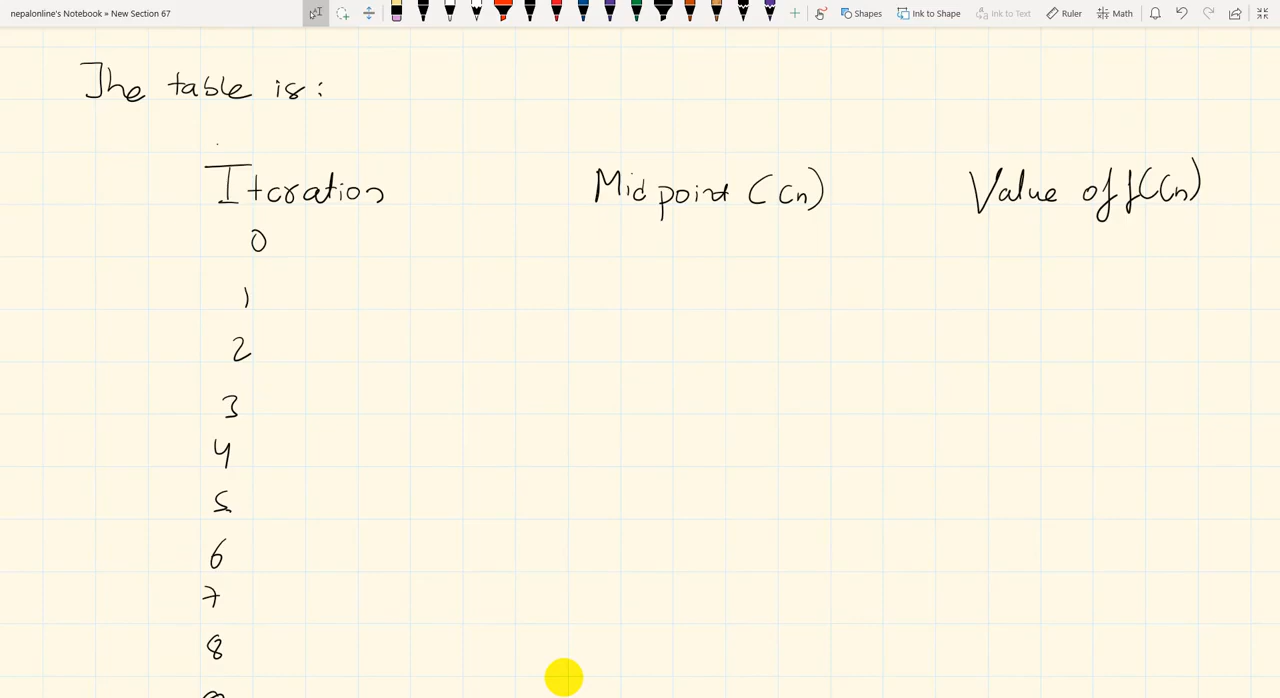 nepalonline's Notebook » New Section 67
Shapes Ink to Shape Ink to Text Ruler Math
The table is:
Iteration Midpoint (Cn) Value of f(Cn)
0
1
2
3
4
5
6
7
8